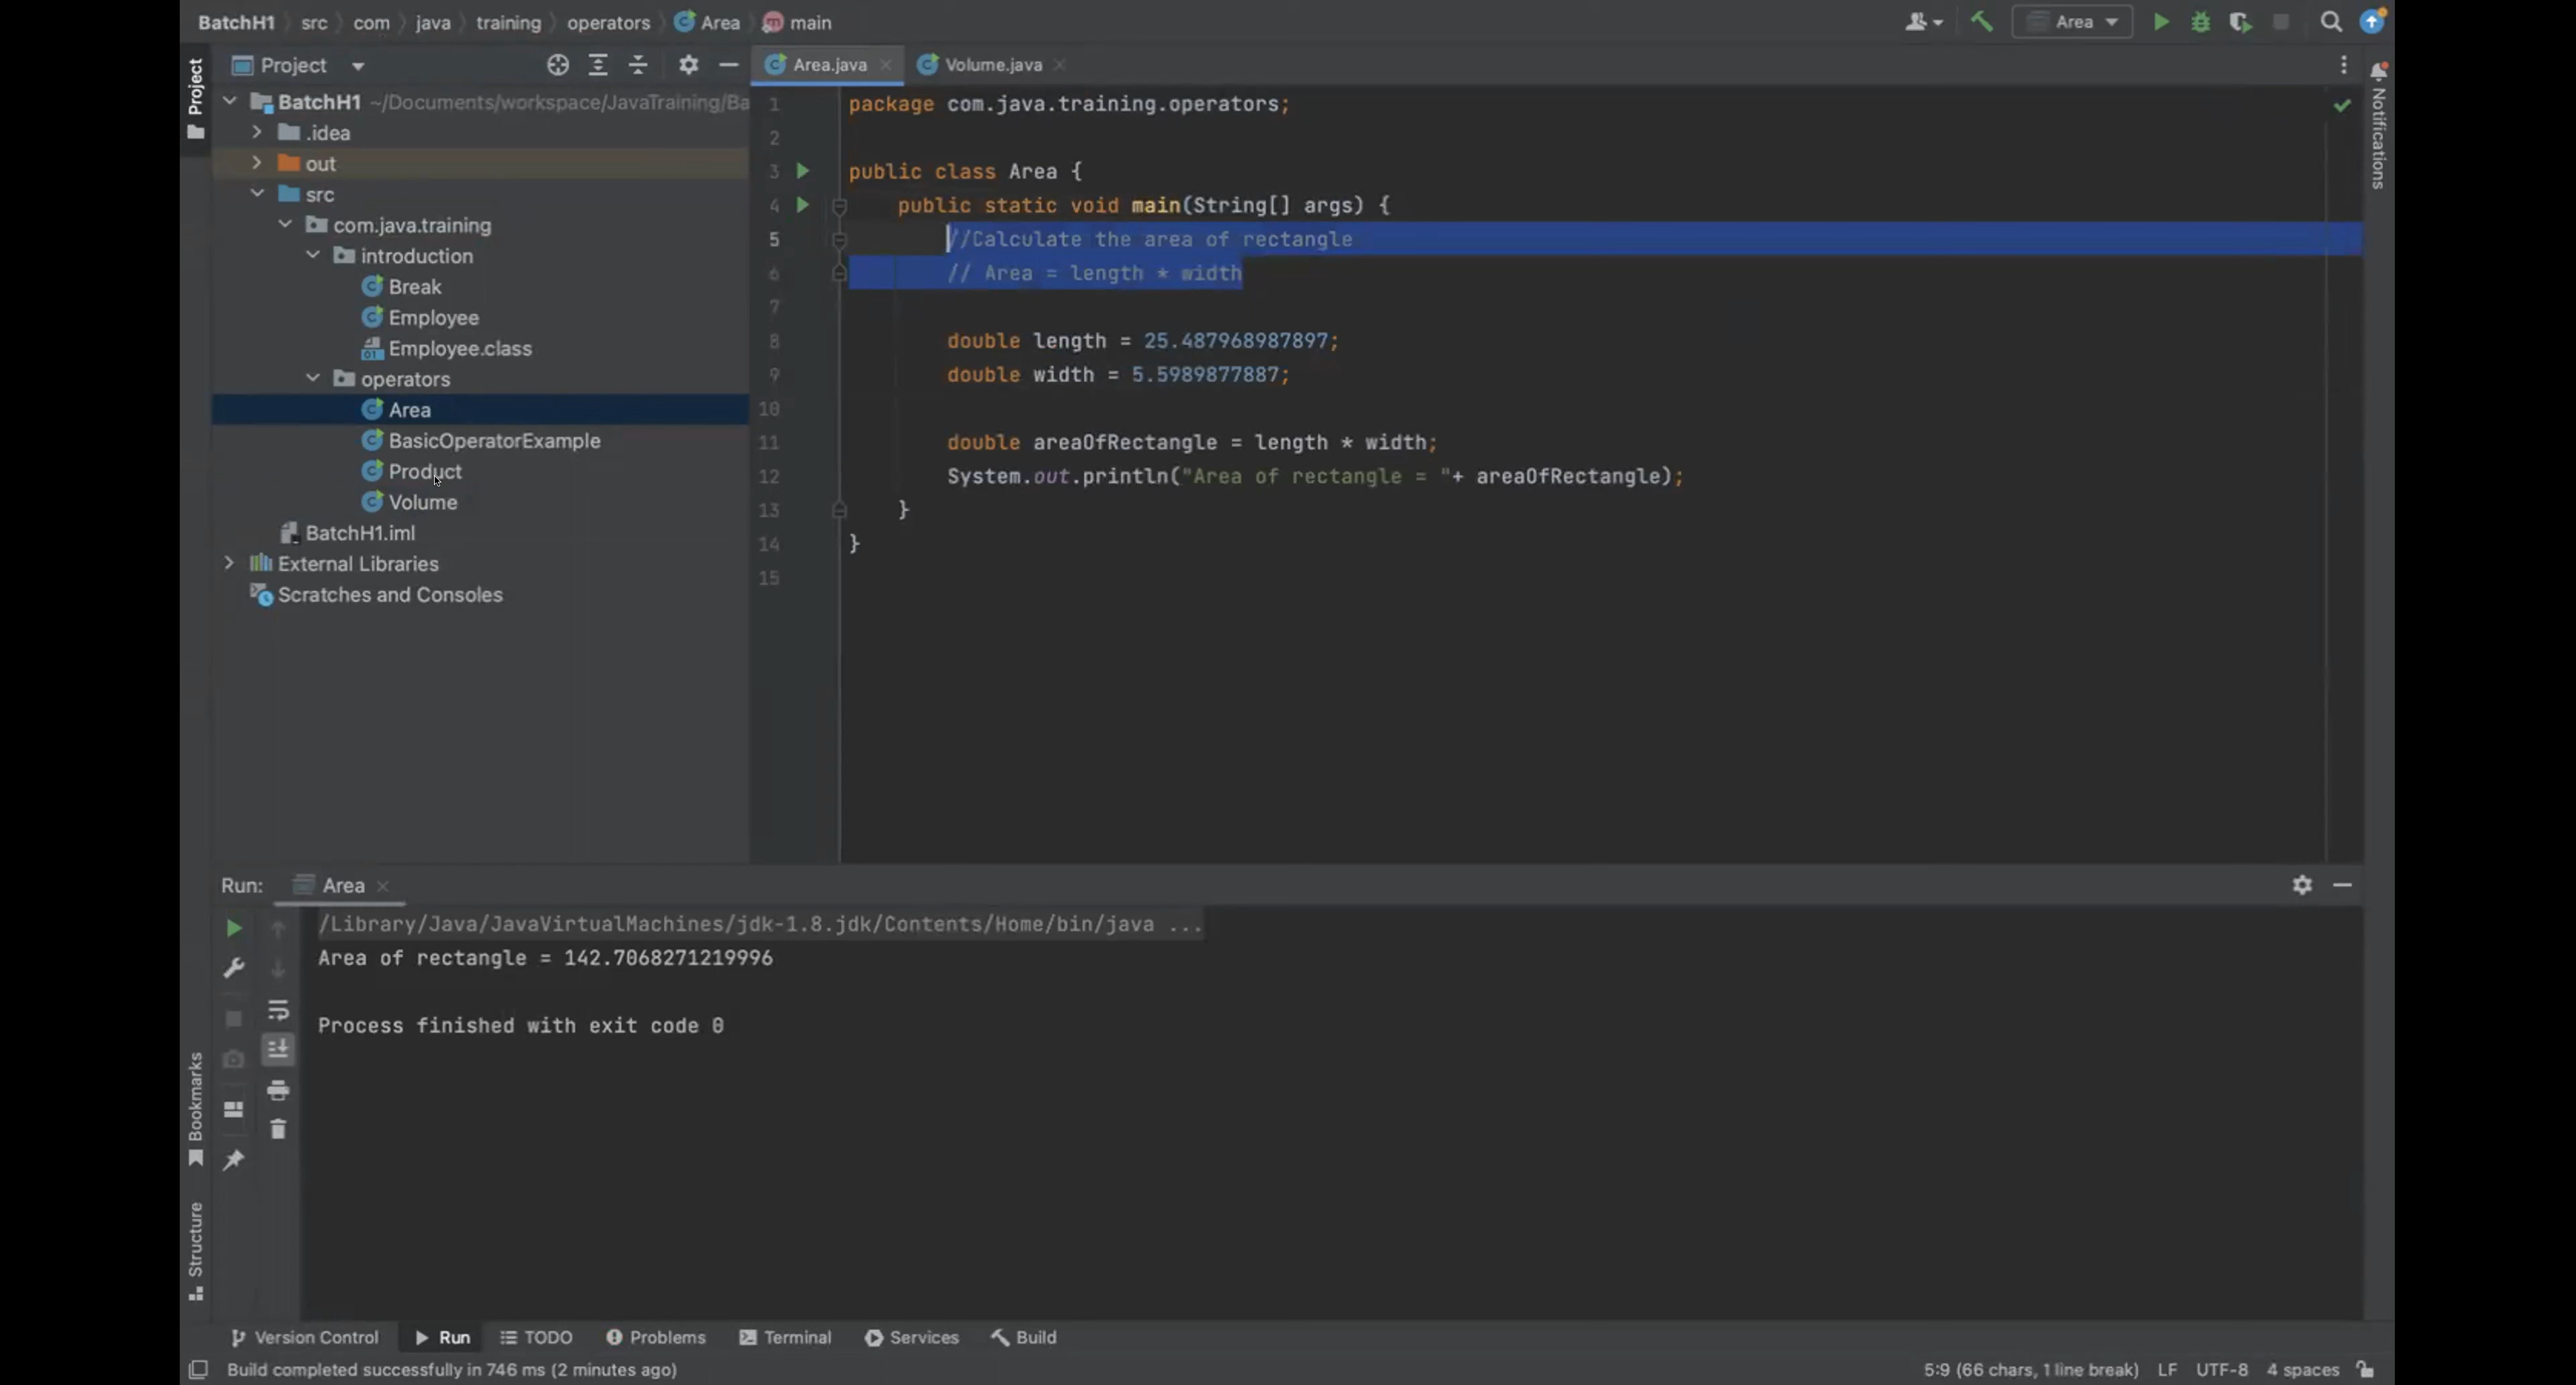 BatchH1 src com java training operators Area main
Area
Project
Project
BatchH1 ~/Documents/workspace/JavaTraining/Ba
.idea
out
src
com.java.training
introduction
Break
Employee
Employee.class
operators
Area
BasicOperatorExample
Product
Volume
BatchH1.iml
External Libraries
Scratches and Consoles
Area.java Volume.java
1 package com.java.training.operators;
2
3 public class Area {
4 public static void main(String[] args) {
5 //Calculate the area of rectangle
6 // Area = length * width
7
8 double length = 25.487968987897;
9 double width = 5.5989877887;
10
11 double areaOfRectangle = length * width;
12 System.out.println("Area of rectangle = "+ areaOfRectangle);
13 }
14 }
15
Notifications
Run: Area
/Library/Java/JavaVirtualMachines/jdk-1.8.jdk/Contents/Home/bin/java ...
Area of rectangle = 142.7068271219996
Process finished with exit code 0
Bookmarks
Structure
Version Control Run TODO Problems Terminal Services Build
Build completed successfully in 746 ms (2 minutes ago)
5:9 (66 chars, 1 line break) LF UTF-8 4 spaces